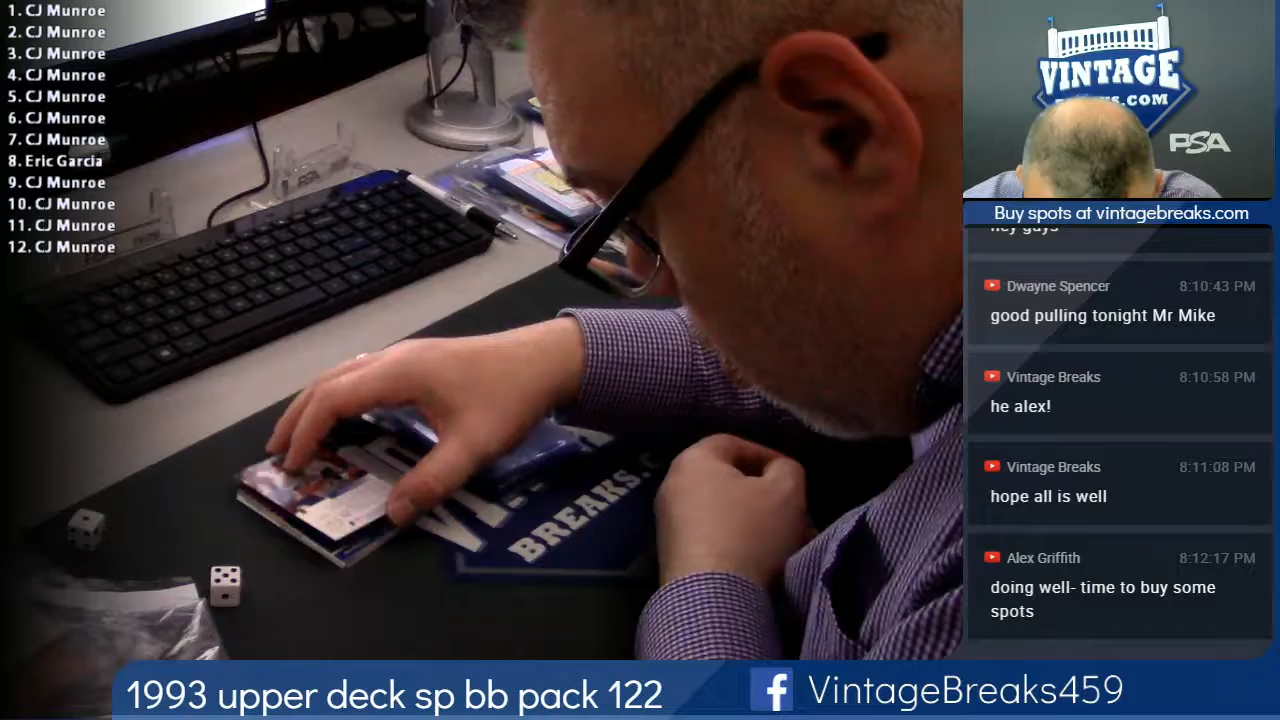 1. CJ Munroe
2. CJ Munroe
3. CJ Munroe
4. CJ Munroe
5. CJ Munroe
6. CJ Munroe
7. CJ Munroe
8. Eric Garcia
9. CJ Munroe
10. CJ Munroe
11. CJ Munroe
12. CJ Munroe
BREAKS.C
VINTAGE
.COM
PSA
Buy spots at vintagebreaks.com
hey guys
Dwayne Spencer 8:10:43 PM
good pulling tonight Mr Mike
Vintage Breaks 8:10:58 PM
he alex!
Vintage Breaks 8:11:08 PM
hope all is well
Alex Griffith 8:12:17 PM
doing well- time to buy some
spots
1993 upper deck sp bb pack 122
VintageBreaks459